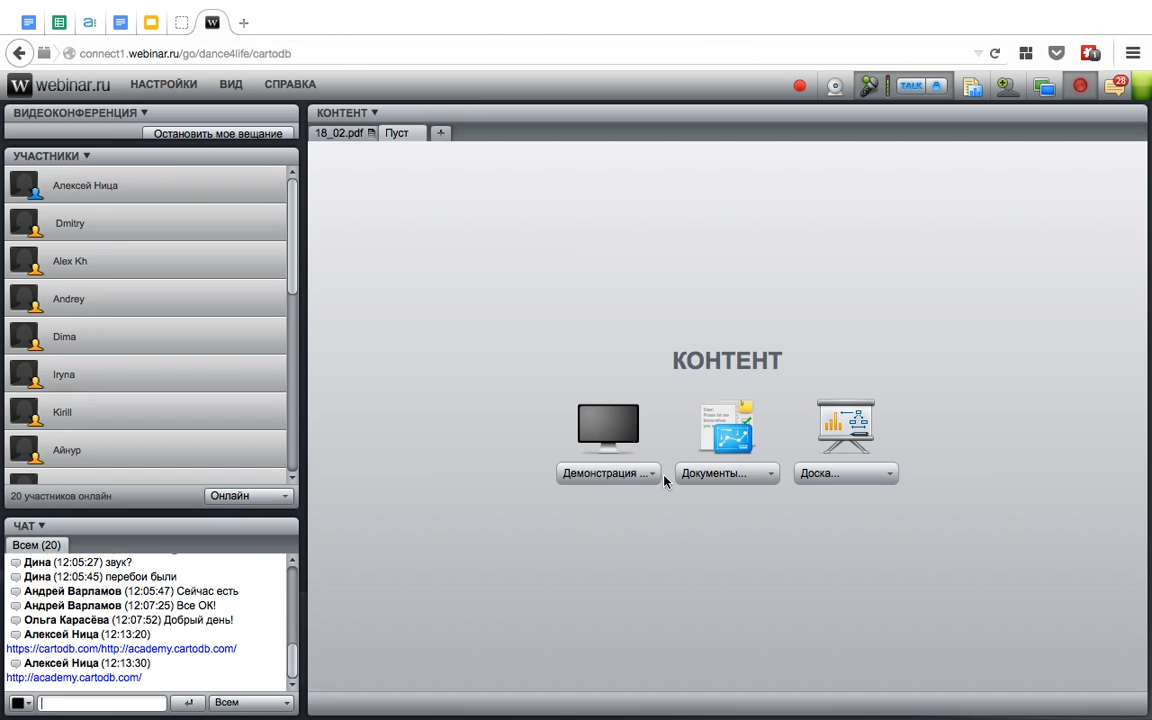 connect1.webinar.ru/go/dance4life/cartodb
1
W webinar.ru НАСТРОЙКИ ВИД СПРАВКА
TALK
28
ВИДЕОКОНФЕРЕНЦИЯ
Остановить мое вещание
УЧАСТНИКИ
Алексей Ница
Dmitry
Alex Kh
Andrey
Dima
Iryna
Kirill
Айнур
20 участников онлайн
Онлайн
ЧАТ
Всем (20)
Дина (12:05:27) звук?
Дина (12:05:45) перебои были
Андрей Варламов (12:05:47) Сейчас есть
Андрей Варламов (12:07:25) Все ОК!
Ольга Карасёва (12:07:52) Добрый день!
Алексей Ница (12:13:20)
https://cartodb.com/http://academy.cartodb.com/
Алексей Ница (12:13:30)
http://academy.cartodb.com/
Всем
КОНТЕНТ
18_02.pdf
Пуст
+
КОНТЕНТ
Демонстрация ...
Документы...
Доска...